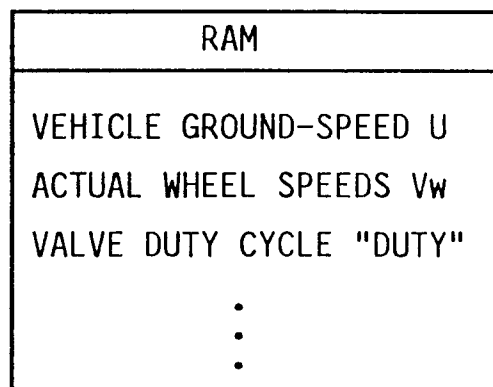 RAM
VEHICLE GROUND-SPEED U
ACTUAL WHEEL SPEEDS Vw
VALVE DUTY CYCLE "DUTY"
.
.
.